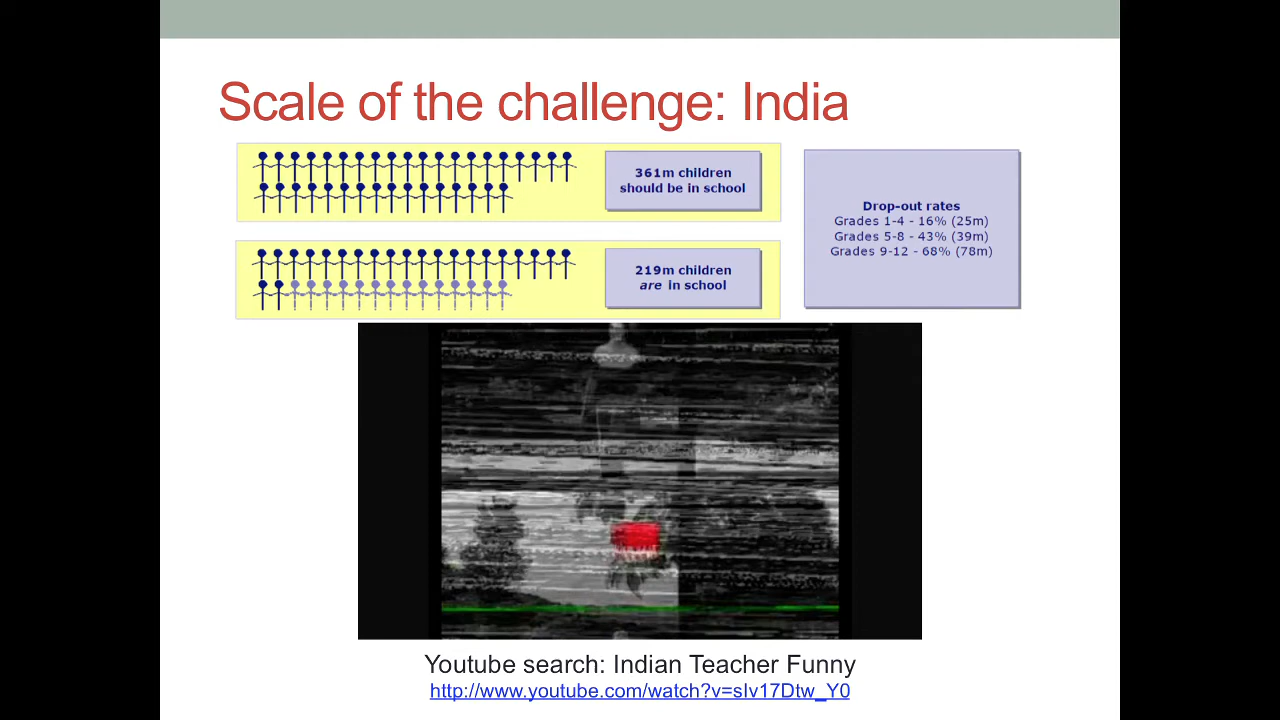 Scale of the challenge: India
361m children
should be in school
219m children
are in school
Drop-out rates
Grades 1-4 - 16% (25m)
Grades 5-8 - 43% (39m)
Grades 9-12 - 68% (78m)
Youtube search: Indian Teacher Funny
http://www.youtube.com/watch?v=sIv17Dtw_Y0